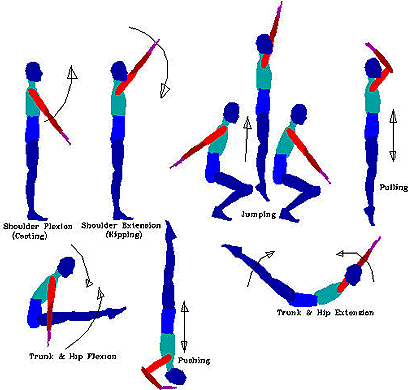 Shoulder Flexion
(Casting)
Shoulder Extension
(Kipping)
Jumping
Pulling
Trunk & Hip Flexion
Pushing
Trunk & Hip Extension